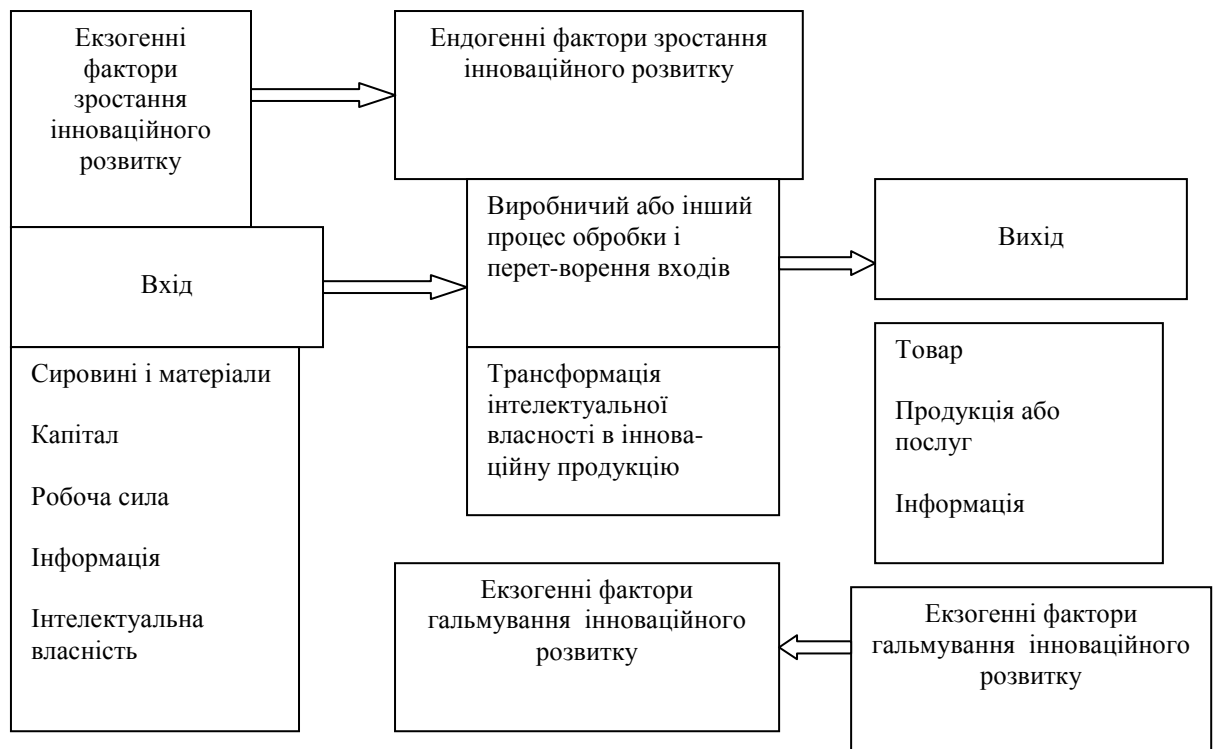 Екзогенні
фактори
зростання
інноваційного
розвитку
Ендогенні фактори зростання
інноваційного розвитку
Вхід
Виробничий або інший
процес обробки і
перет-ворення входів
Вихід
Сировині і матеріали
Капітал
Робоча сила
Інформація
Інтелектуальна
власність
Трансформація
інтелектуальної
власності в іннова-
ційну продукцію
Товар
Продукція або
послуг
Інформація
Екзогенні фактори
гальмування інноваційного
розвитку
Екзогенні фактори
гальмування інноваційного
розвитку